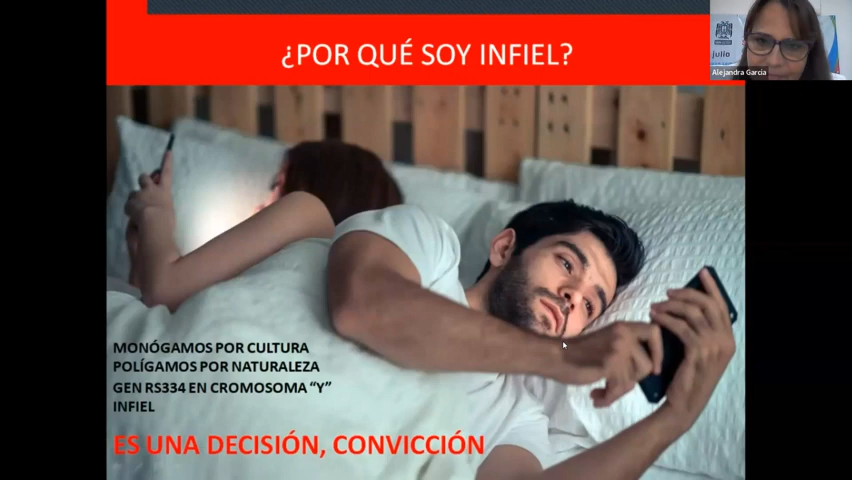 ¿POR QUÉ SOY INFIEL?
julio
Alejandra García
MONÓGAMOS POR CULTURA
POLÍGAMOS POR NATURALEZA
GEN RS334 EN CROMOSOMA “Y”
INFIEL
ES UNA DECISIÓN, CONVICCIÓN